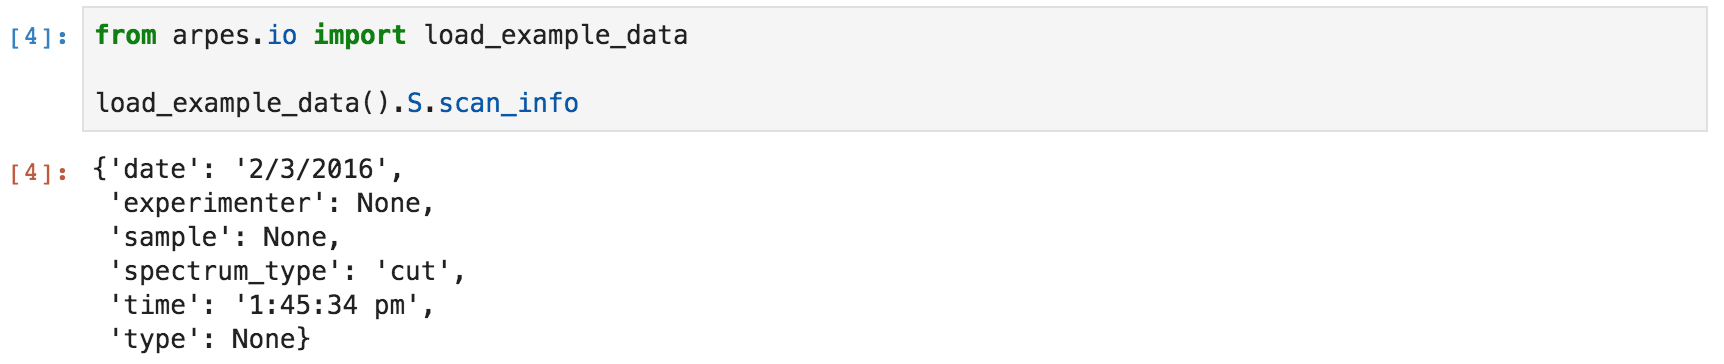 [4]: from arpes.io import load_example_data
load_example_data().S.scan_info
[4]: {'date': '2/3/2016',
'experimenter': None,
'sample': None,
'spectrum_type': 'cut',
'time': '1:45:34 pm',
'type': None}